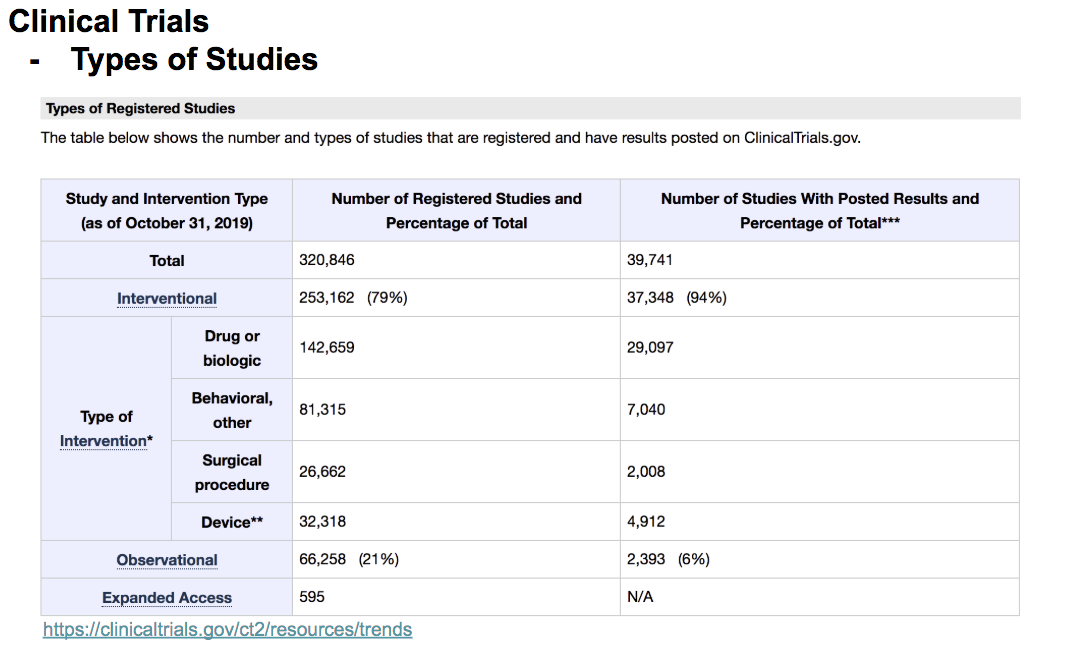 Clinical Trials
- Types of Studies
Types of Registered Studies
The table below shows the number and types of studies that are registered and have results posted on ClinicalTrials.gov.
Study and Intervention Type
(as of October 31, 2019)
Number of Registered Studies and
Percentage of Total
Number of Studies With Posted Results and
Percentage of Total***
Total
320,846
39,741
Interventional
253,162 (79%)
37,348 (94%)
Type of
Intervention*
Drug or
biologic
142,659
29,097
Behavioral,
other
81,315
7,040
Surgical
procedure
26,662
2,008
Device**
32,318
4,912
Observational
66,258 (21%)
2,393 (6%)
Expanded Access
595
N/A
https://clinicaltrials.gov/ct2/resources/trends